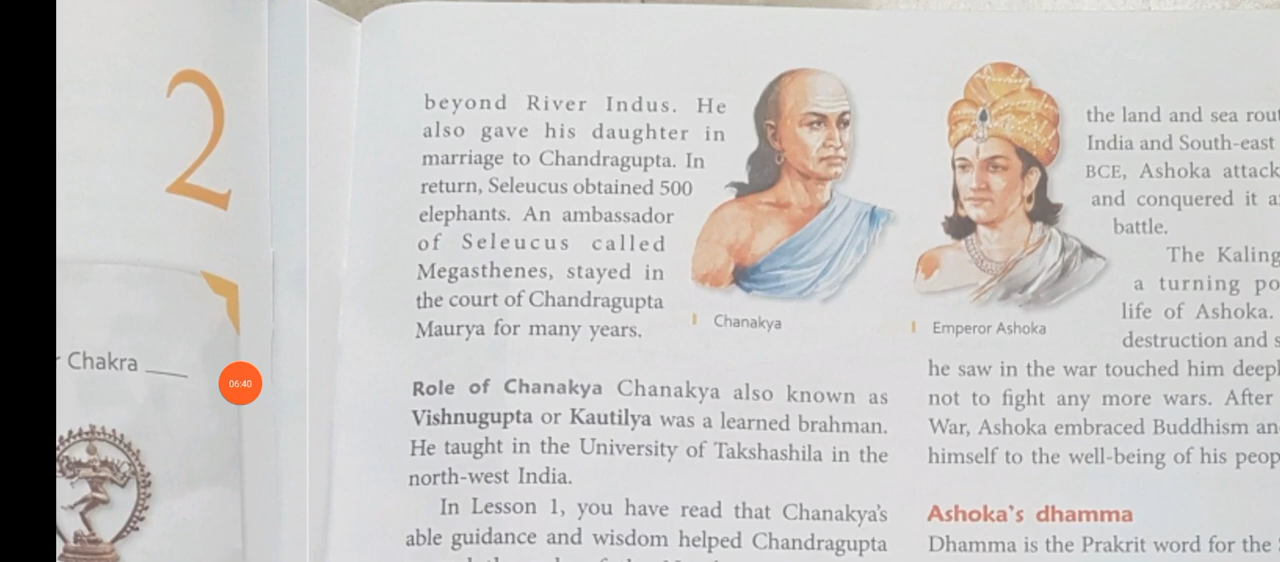 2
Chakra
06:40
beyond River Indus. He
also gave his daughter in
marriage to Chandragupta. In
return, Seleucus obtained 500
elephants. An ambassador
of Seleucus called
Megasthenes, stayed in
the court of Chandragupta
Maurya for many years.
Chanakya
Role of Chanakya Chanakya also known as
Vishnugupta or Kautilya was a learned brahman.
He taught in the University of Takshashila in the
north-west India.
In Lesson 1, you have read that Chanakya's
able guidance and wisdom helped Chandragupta
Emperor Ashoka
the land and sea
India and South-east
BCE, Ashoka
and conquered it
battle.
The
a turning
life of Ashoka.
destruction and
he saw in the war touched him
not to fight any more wars. After
War, Ashoka embraced Buddhism
himself to the well-being of his
Ashoka's dhamma
Dhamma is the Prakrit word for the